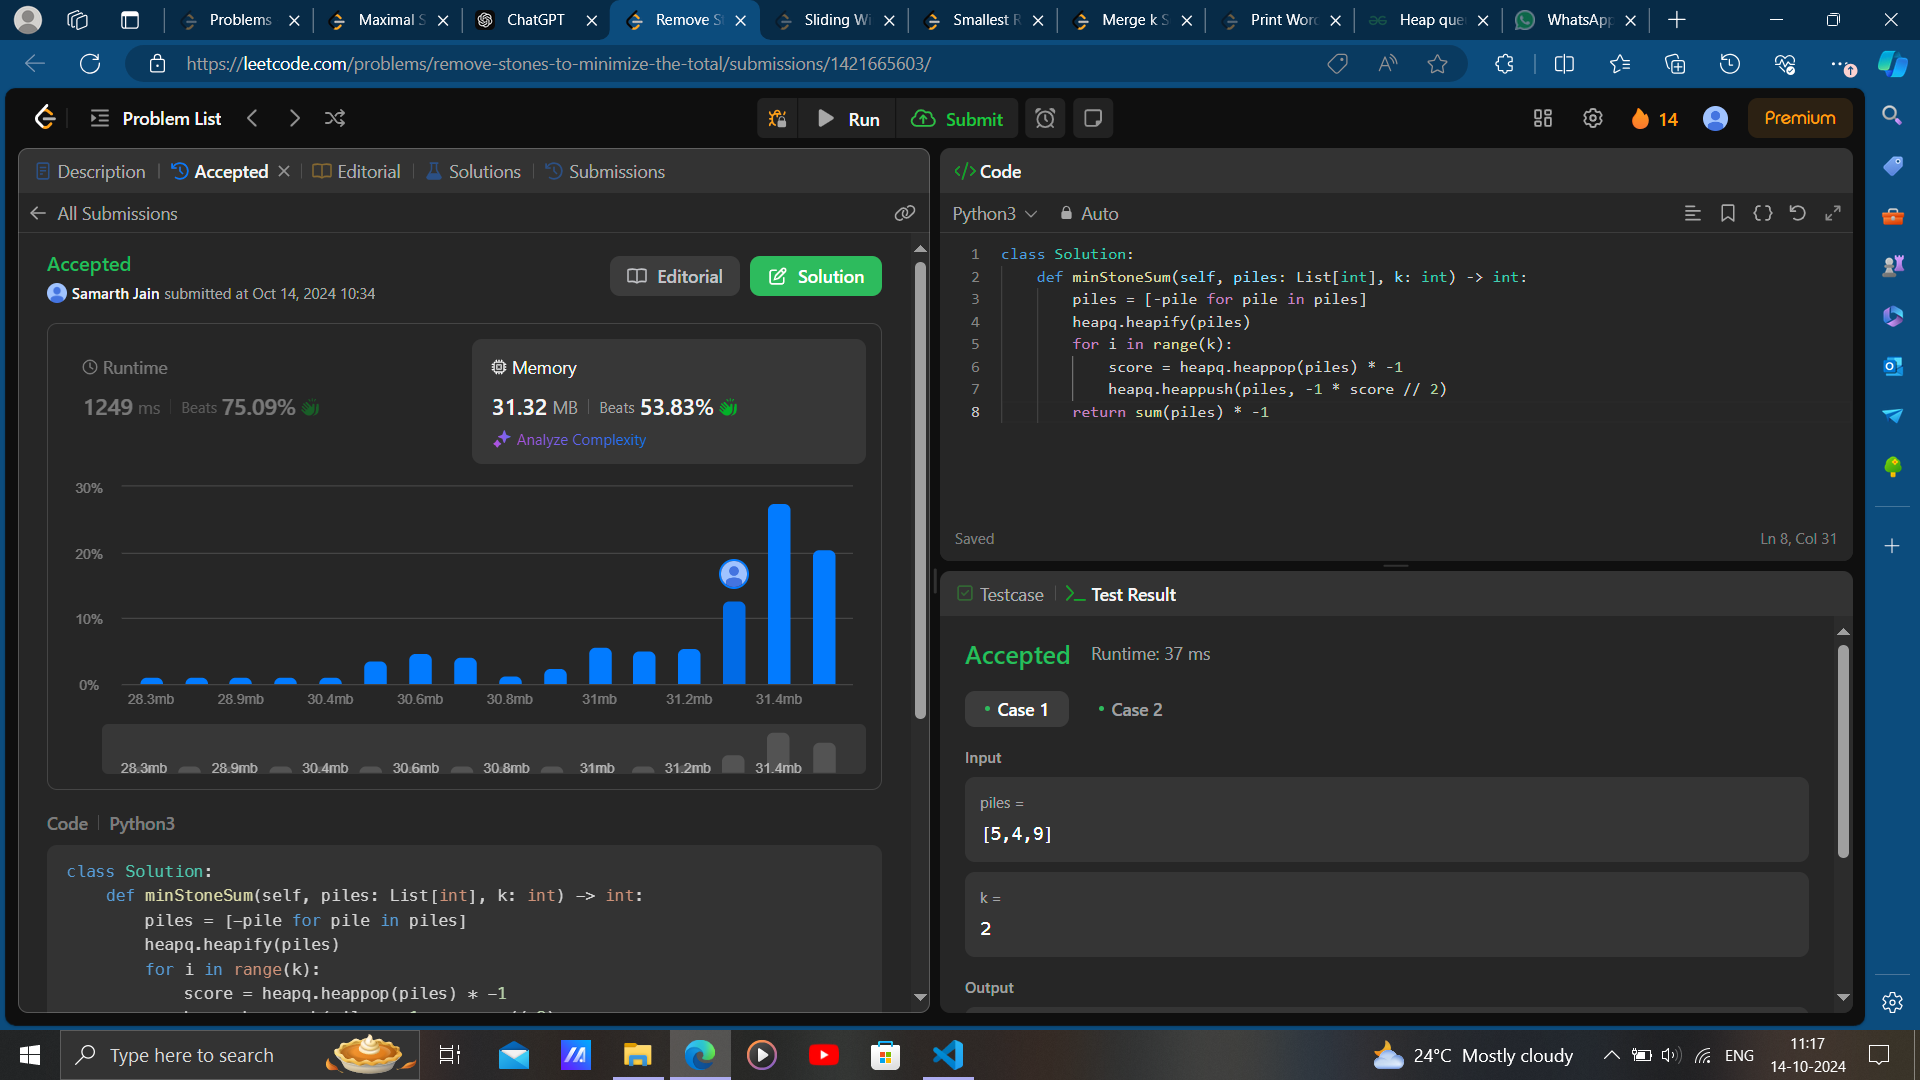 Problems
Maximal S
ChatGPT
Remove St
Sliding Wi
Smallest R
Merge k S
Print Word
Heap que
WhatsApp
https://leetcode.com/problems/remove-stones-to-minimize-the-total/submissions/1421665603/
Problem List
Run
Submit
14
Premium
Description
Accepted
Editorial
Solutions
Submissions
All Submissions
Accepted
Samarth Jain submitted at Oct 14, 2024 10:34
Editorial
Solution
Runtime
1249 ms
Beats 75.09%
Memory
31.32 MB
Beats 53.83%
Analyze Complexity
30%
20%
10%
0%
28.3mb 28.9mb 30.4mb 30.6mb 30.8mb 31mb 31.2mb 31.4mb
28.3mb 28.9mb 30.4mb 30.6mb 30.8mb 31mb 31.2mb 31.4mb
Code
Python3
class Solution:
    def minStoneSum(self, piles: List[int], k: int) -> int:
        piles = [-pile for pile in piles]
        heapq.heapify(piles)
        for i in range(k):
            score = heapq.heappop(piles) * -1
</> Code
Python3
Auto
1 class Solution:
2     def minStoneSum(self, piles: List[int], k: int) -> int:
3         piles = [-pile for pile in piles]
4         heapq.heapify(piles)
5         for i in range(k):
6             score = heapq.heappop(piles) * -1
7             heapq.heappush(piles, -1 * score // 2)
8         return sum(piles) * -1
Saved
Ln 8, Col 31
Testcase
Test Result
Accepted
Runtime: 37 ms
Case 1
Case 2
Input
piles =
[5,4,9]
k =
2
Output
Type here to search
24°C Mostly cloudy
ENG
11:17
14-10-2024